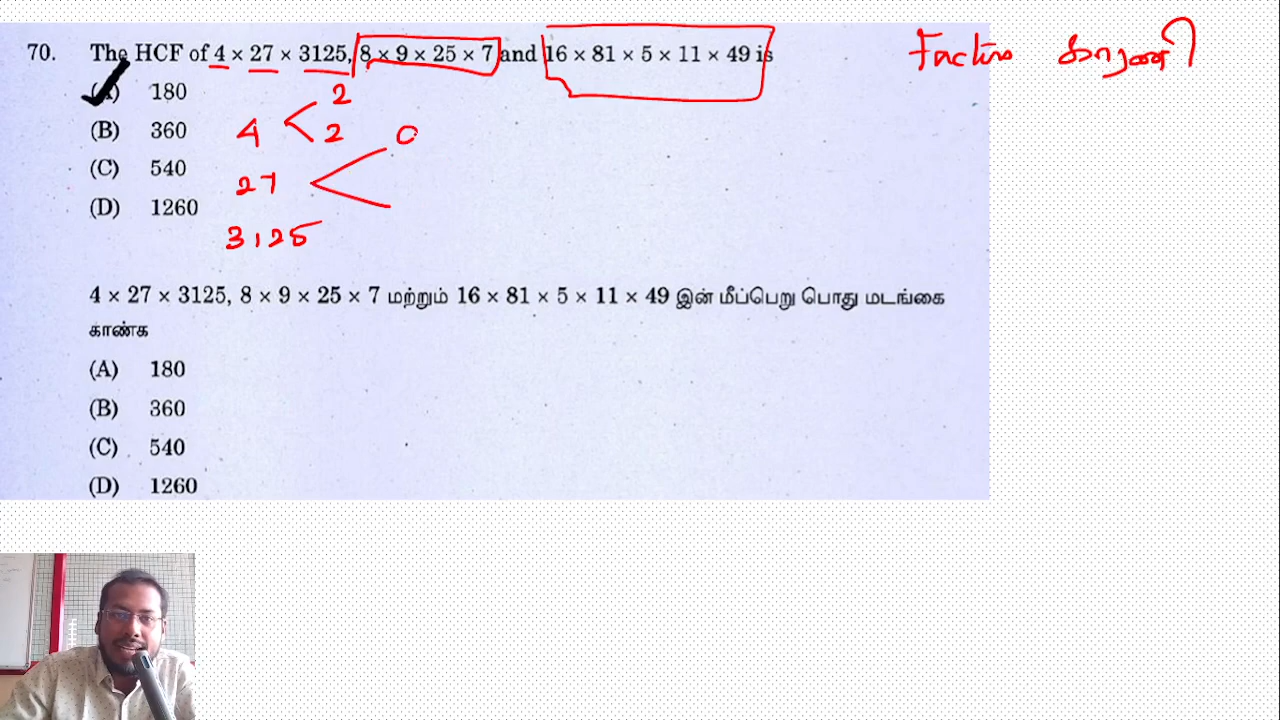 70. The HCF of 4 × 27 × 3125, 8 × 9 × 25 × 7 and 16 × 81 × 5 × 11 × 49 is
Factors காரணி
(A) 180
2
(B) 360
4
2
0
(C) 540
27
(D) 1260
3125
4 × 27 × 3125, 8 × 9 × 25 × 7 மற்றும் 16 × 81 × 5 × 11 × 49 இன் மீப்பெறு பொது மடங்கை
காண்க
(A) 180
(B) 360
(C) 540
(D) 1260